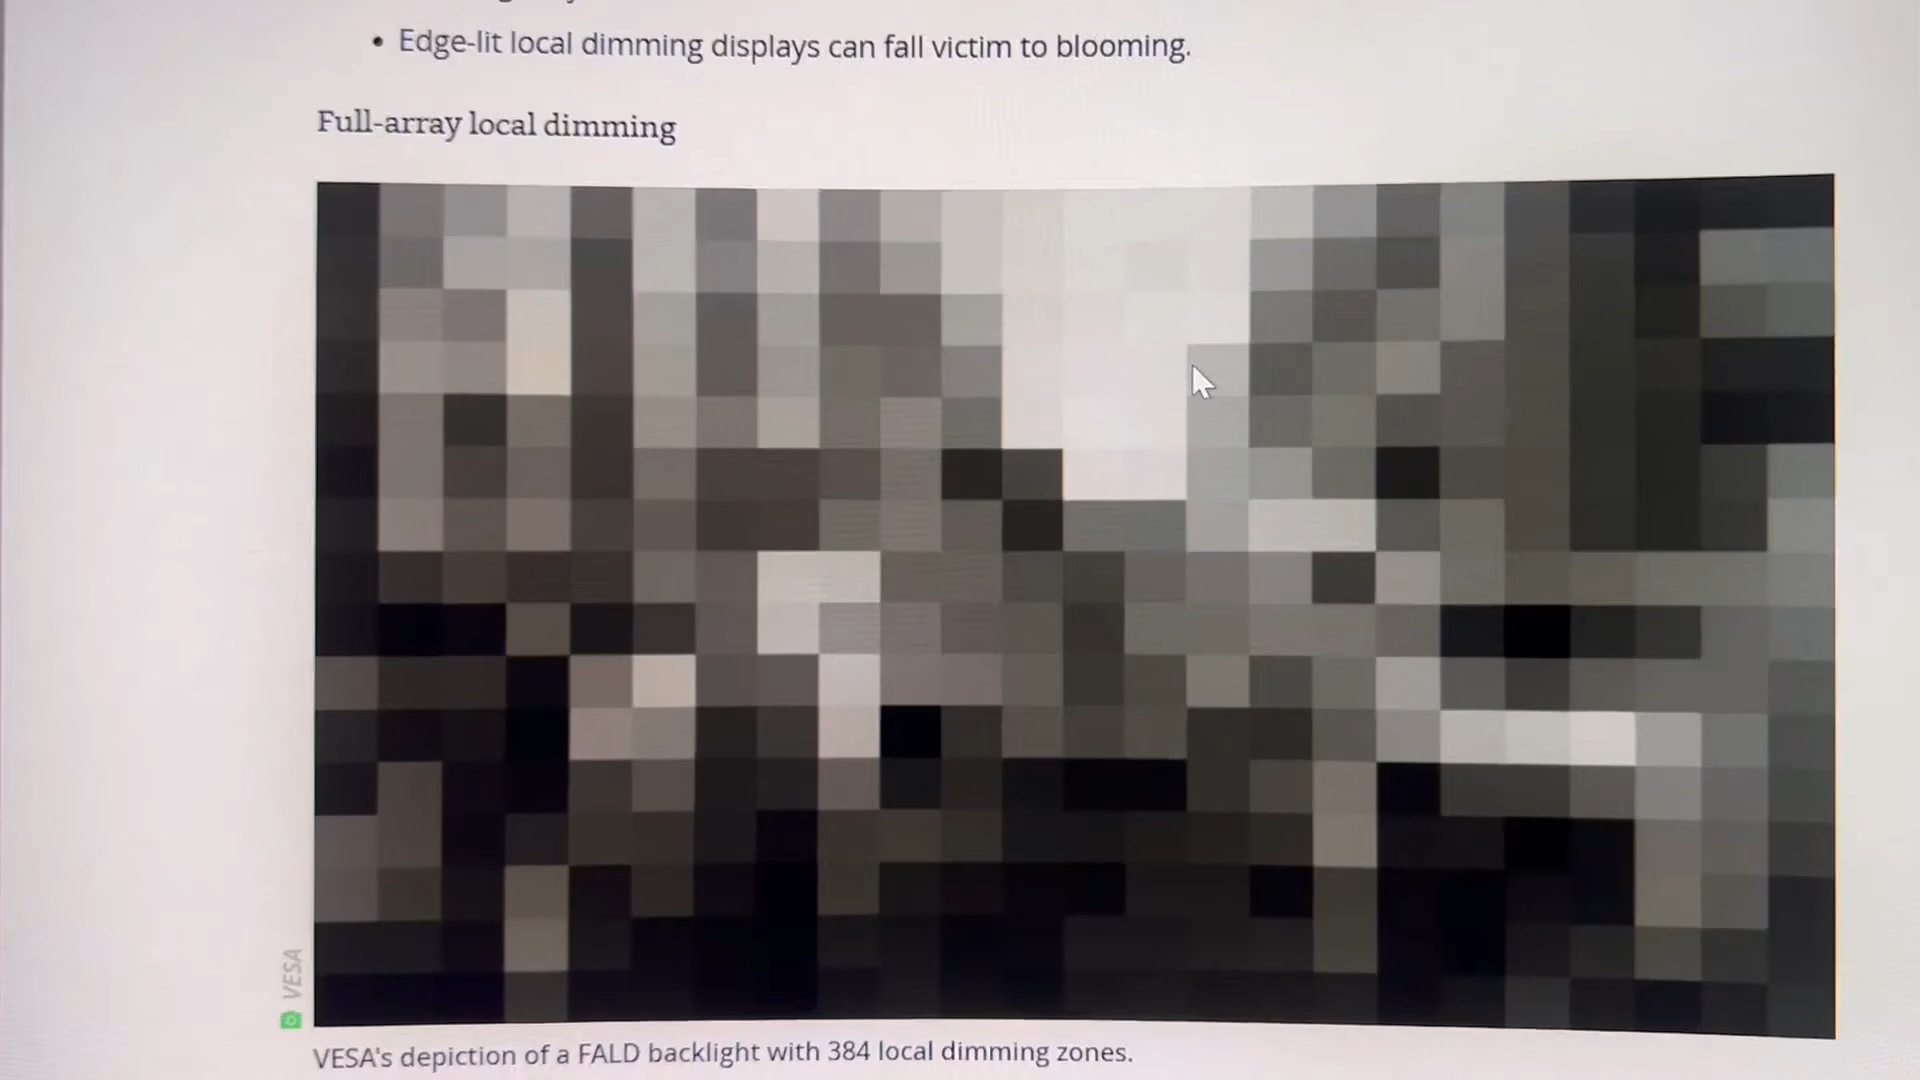 • Edge-lit local dimming displays can fall victim to blooming.
Full-array local dimming
VESA
VESA's depiction of a FALD backlight with 384 local dimming zones.